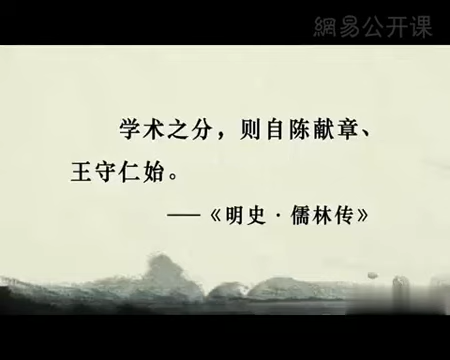 網易公开课
学术之分，则自陈献章、
王守仁始。
——《明史·儒林传》